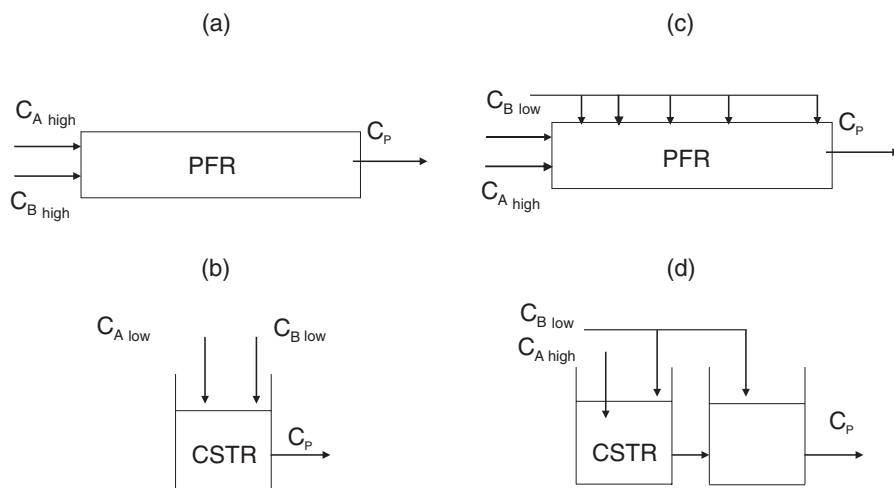 (a)
C_A high
C_B high
PFR
C_P
(c)
C_B low
C_A high
PFR
C_P
(b)
C_A low
C_B low
CSTR
C_P
(d)
C_B low
C_A high
CSTR
C_P